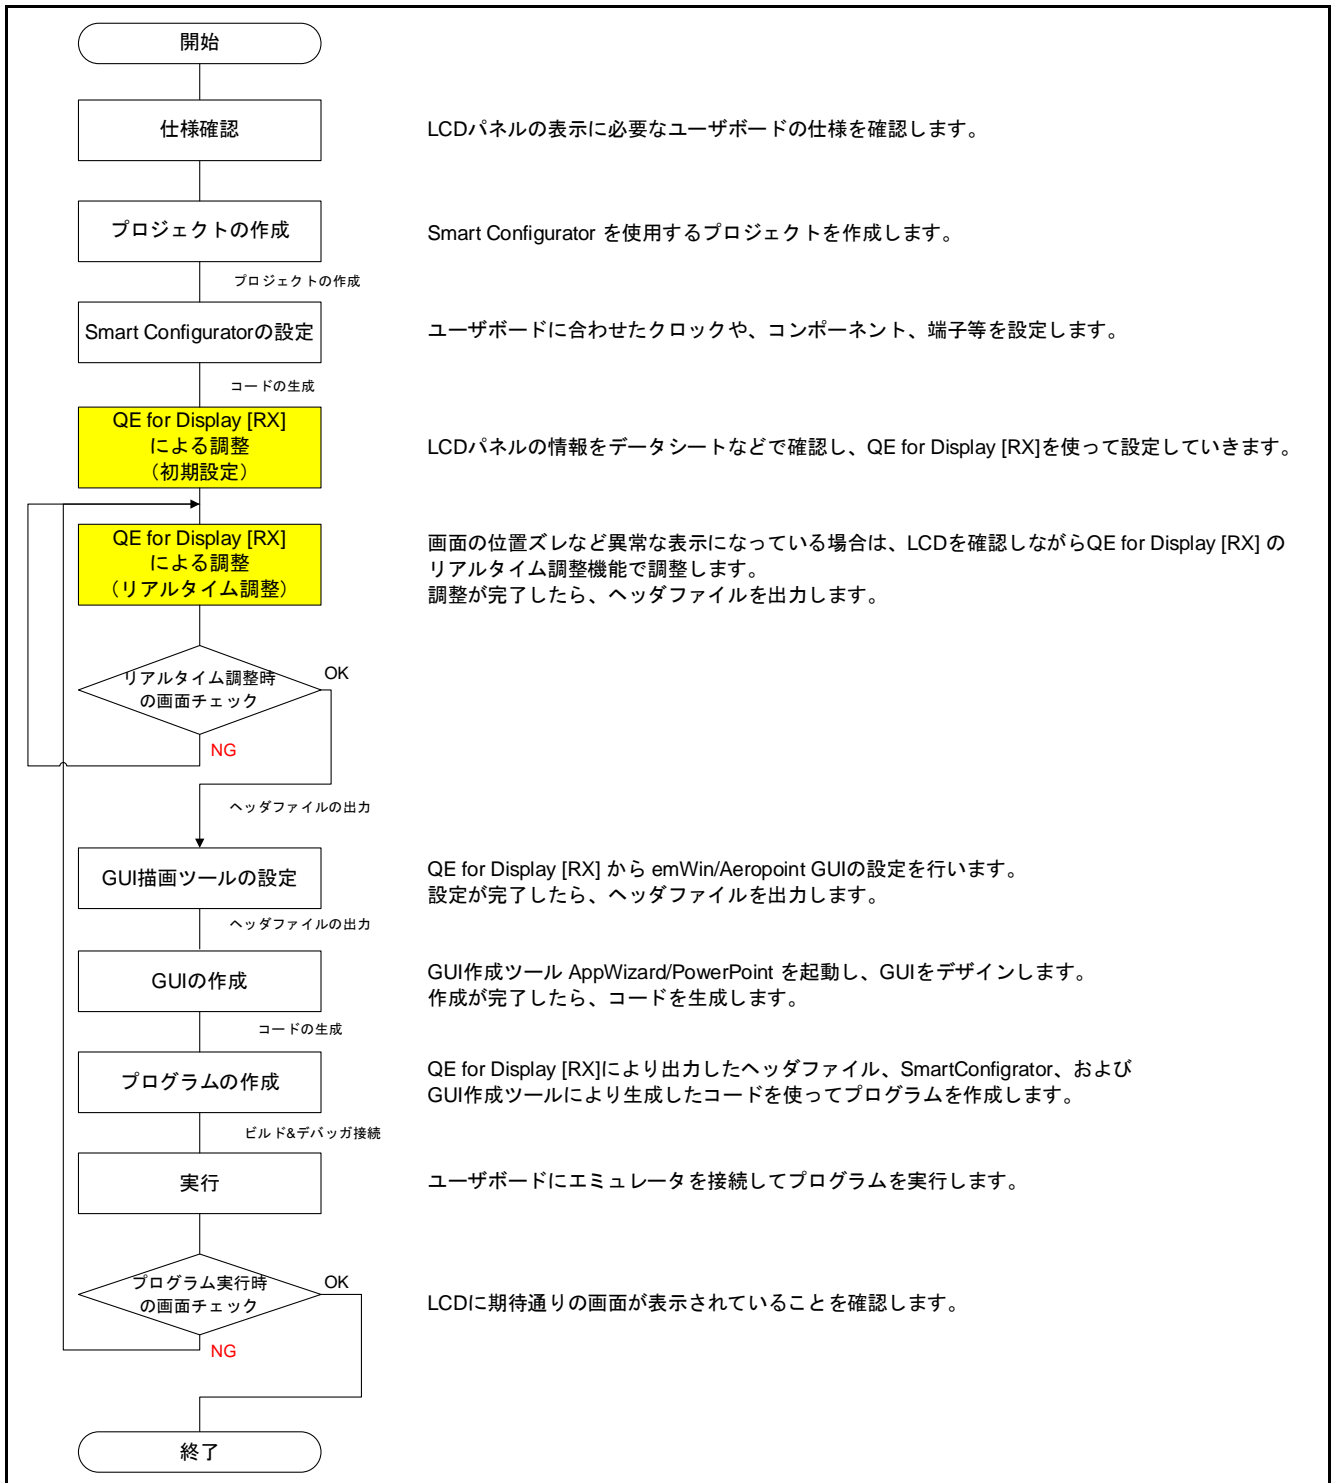 開始
仕様確認
LCDパネルの表示に必要なユーザボードの仕様を確認します。
プロジェクトの作成
Smart Configurator を使用するプロジェクトを作成します。
プロジェクトの作成
Smart Configuratorの設定
ユーザボードに合わせたクロックや、コンポーネント、端子等を設定します。
コードの生成
QE for Display [RX]
による調整
（初期設定）
LCDパネルの情報をデータシートなどで確認し、QE for Display [RX]を使って設定していきます。
QE for Display [RX]
による調整
（リアルタイム調整）
画面の位置ズレなど異常な表示になっている場合は、LCDを確認しながらQE for Display [RX] の
リアルタイム調整機能で調整します。
調整が完了したら、ヘッダファイルを出力します。
リアルタイム調整時
の画面チェック
OK
NG
ヘッダファイルの出力
GUI描画ツールの設定
QE for Display [RX] から emWin/Aeropoint GUIの設定を行います。
設定が完了したら、ヘッダファイルを出力します。
ヘッダファイルの出力
GUIの作成
GUI作成ツール AppWizard/PowerPoint を起動し、GUIをデザインします。
作成が完了したら、コードを生成します。
コードの生成
プログラムの作成
QE for Display [RX]により出力したヘッダファイル、SmartConfigrator、および
GUI作成ツールにより生成したコードを使ってプログラムを作成します。
ビルド&デバッガ接続
実行
ユーザボードにエミュレータを接続してプログラムを実行します。
プログラム実行時
の画面チェック
OK
LCDに期待通りの画面が表示されていることを確認します。
NG
終了